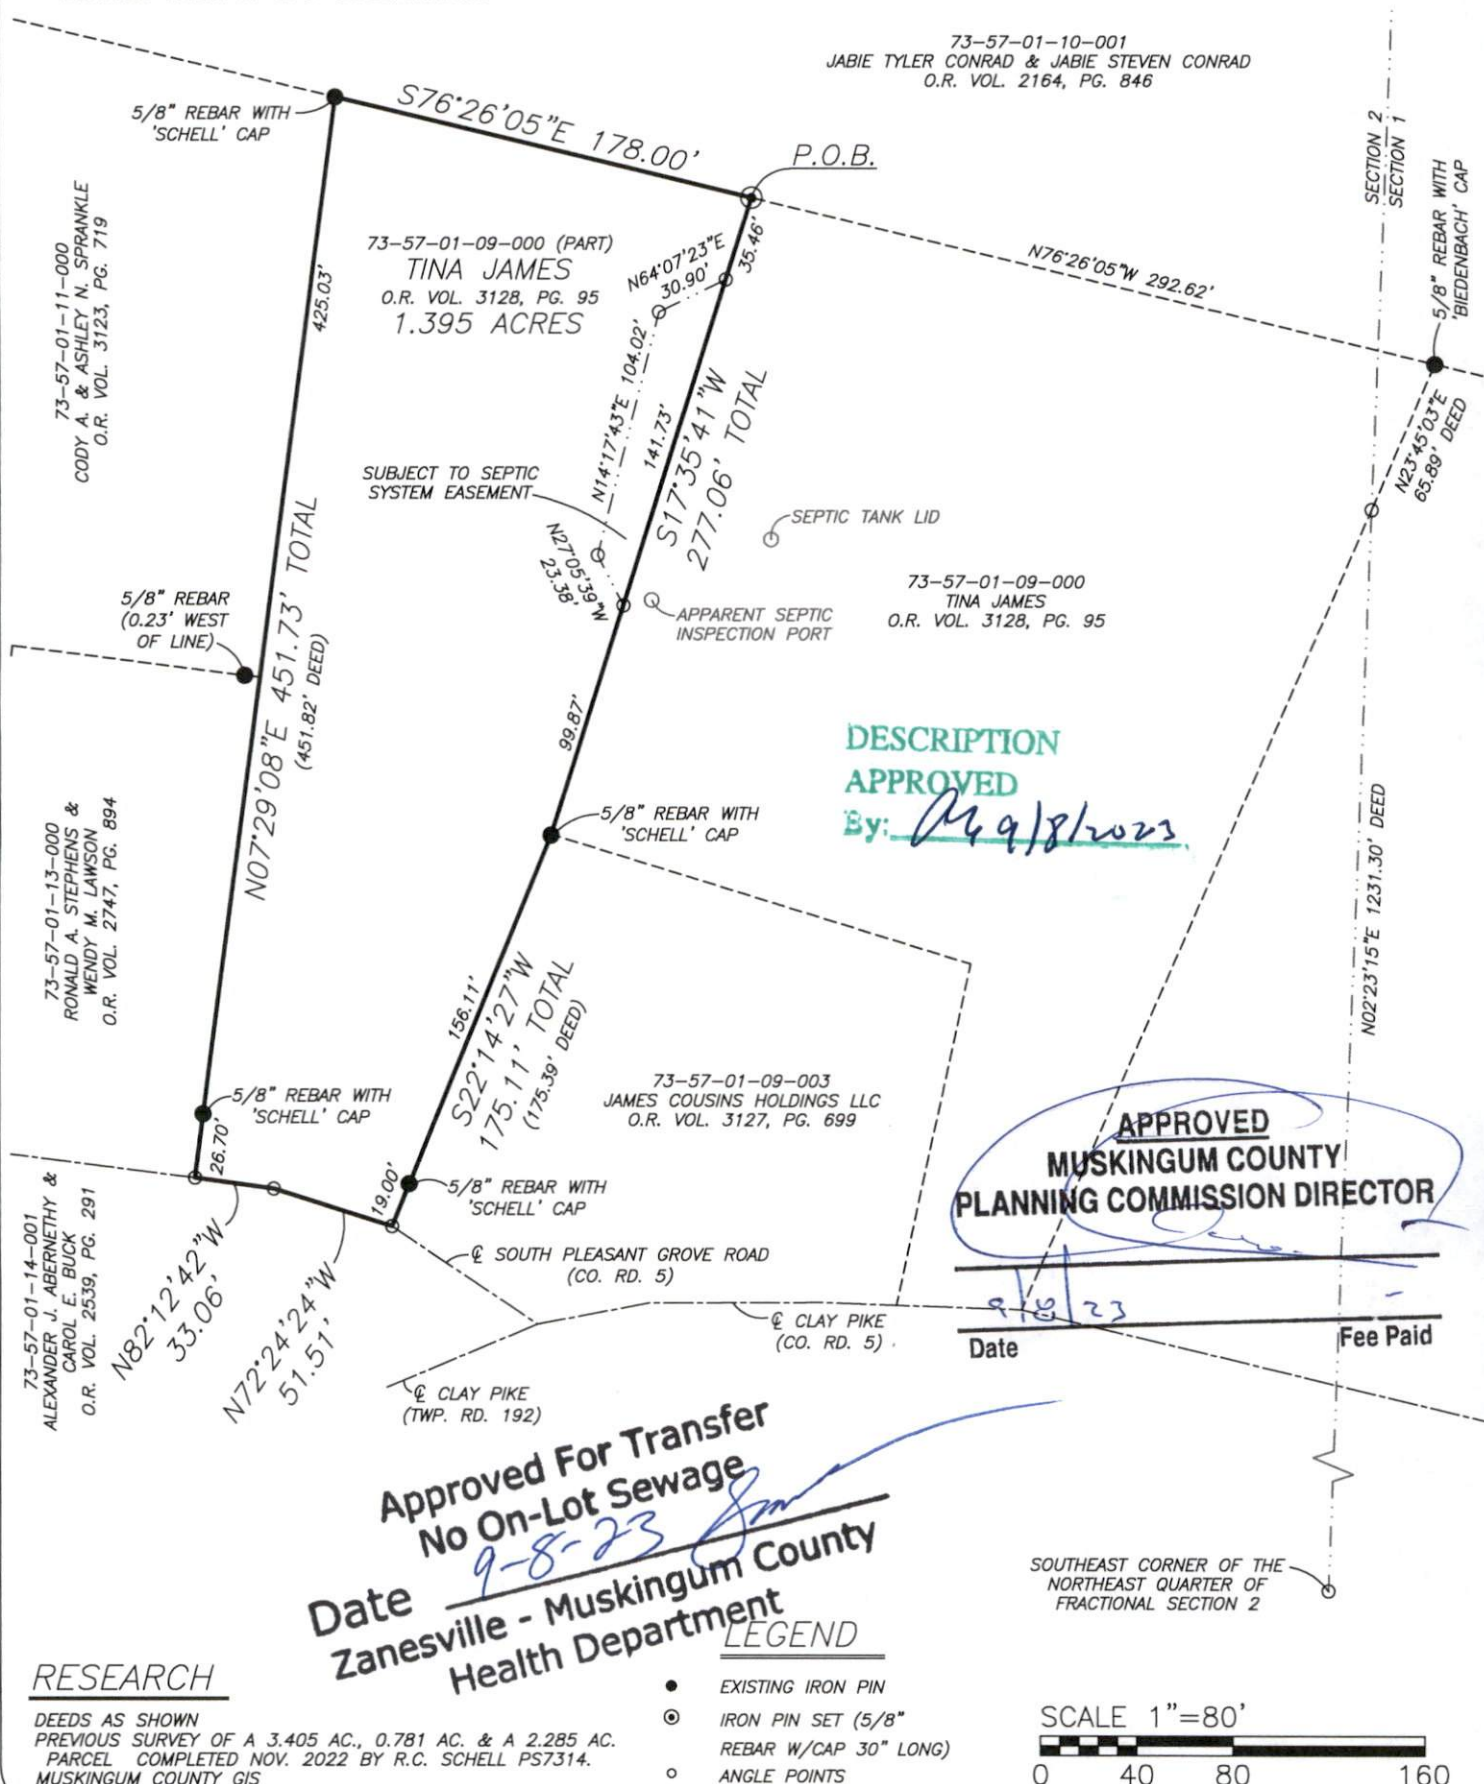 73-57-01-10-001
JABIE TYLER CONRAD & JABIE STEVEN CONRAD
O.R. VOL. 2164, PG. 846
5/8" REBAR WITH
'SCHELL' CAP
S76°26'05"E 178.00'
P.O.B.
SECTION 2
SECTION 1
5/8" REBAR WITH
'BIEDENBACH' CAP
73-57-01-11-000
CODY A. & ASHLEY N. SPRANKLE
O.R. VOL. 3123, PG. 719
425.03'
73-57-01-09-000 (PART)
TINA JAMES
O.R. VOL. 3128, PG. 95
1.395 ACRES
N64°07'23"E
30.90'
35.46'
N76°26'05"W 292.62'
N14°17'43"E 104.02'
141.73'
S17°35'41"W
277.06' TOTAL
N23°45'03"E
65.89' DEED
SUBJECT TO SEPTIC
SYSTEM EASEMENT
SEPTIC TANK LID
N27°05'39"W
23.38'
APPARENT SEPTIC
INSPECTION PORT
73-57-01-09-000
TINA JAMES
O.R. VOL. 3128, PG. 95
5/8" REBAR
(0.23' WEST
OF LINE)
N07°29'08"E 451.73' TOTAL
(451.82' DEED)
99.87'
DESCRIPTION
APPROVED
By: 9/8/2023
5/8" REBAR WITH
'SCHELL' CAP
73-57-01-13-000
RONALD A. STEPHENS &
WENDY M. LAWSON
O.R. VOL. 2747, PG. 894
N02°23'15"E 1231.30' DEED
156.11'
S22°14'27"W
175.11' TOTAL
(175.39' DEED)
73-57-01-09-003
JAMES COUSINS HOLDINGS LLC
O.R. VOL. 3127, PG. 699
5/8" REBAR WITH
'SCHELL' CAP
26.70'
19.00'
5/8" REBAR WITH
'SCHELL' CAP
APPROVED
MUSKINGUM COUNTY
PLANNING COMMISSION DIRECTOR
9/8/23 -
Date Fee Paid
73-57-01-14-001
ALEXANDER J. ABERNETHY &
CAROL E. BUCK
O.R. VOL. 2539, PG. 291
N82°12'42"W
33.06'
N72°24'24"W
51.51'
℄ SOUTH PLEASANT GROVE ROAD
(CO. RD. 5)
℄ CLAY PIKE
(CO. RD. 5)
℄ CLAY PIKE
(TWP. RD. 192)
Approved For Transfer
No On-Lot Sewage
Date 9-8-23
Zanesville - Muskingum County
Health Department
SOUTHEAST CORNER OF THE
NORTHEAST QUARTER OF
FRACTIONAL SECTION 2
RESEARCH
DEEDS AS SHOWN
PREVIOUS SURVEY OF A 3.405 AC., 0.781 AC. & A 2.285 AC.
PARCEL COMPLETED NOV. 2022 BY R.C. SCHELL PS7314.
MUSKINGUM COUNTY GIS
LEGEND
EXISTING IRON PIN
IRON PIN SET (5/8"
REBAR W/CAP 30" LONG)
ANGLE POINTS
SCALE 1"=80'
0 40 80 160